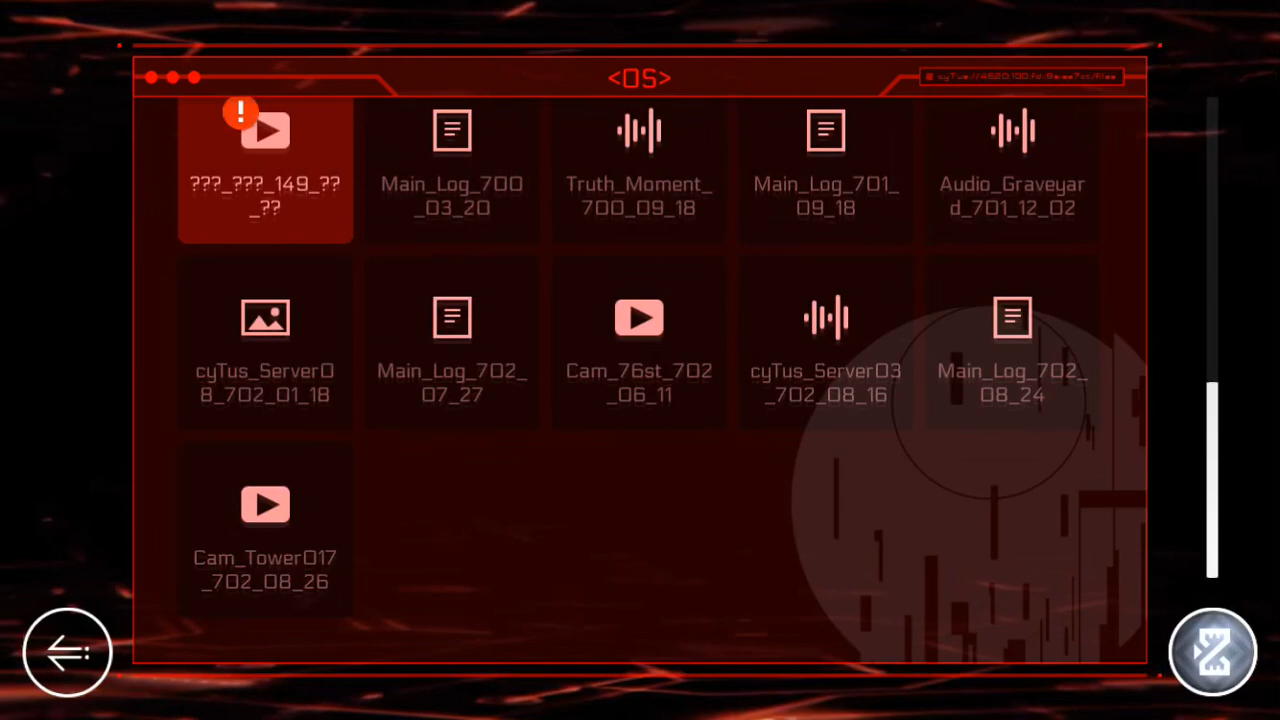 <OS>
!
???_???_149_??
_??
Main_Log_700
_03_20
Truth_Moment_
700_09_18
Main_Log_701_
09_18
Audio_Graveyar
d_701_12_02
cyTus_Server0
8_702_01_18
Main_Log_702_
07_27
Cam_76st_702
_06_11
cyTus_Server03
_702_08_16
Main_Log_702_
08_24
Cam_Tower017
_702_08_26